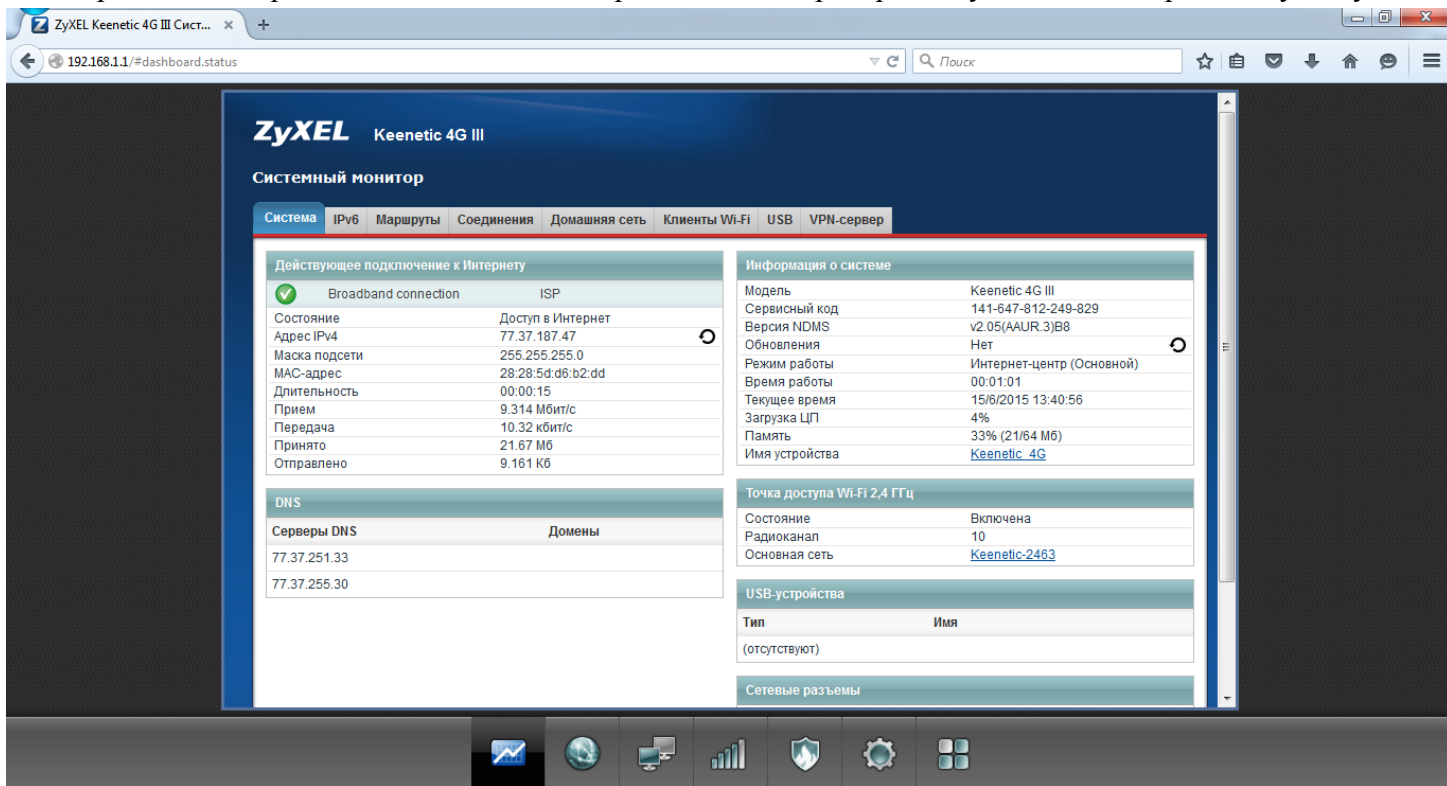 ZyXEL Keenetic 4G III Сист... × +
192.168.1.1/#dashboard.status Поиск
ZyXEL Keenetic 4G III
Системный монитор
Система IPv6 Маршруты Соединения Домашняя сеть Клиенты Wi-Fi USB VPN-сервер
Действующее подключение к Интернету
Broadband connection ISP
Состояние Доступ в Интернет
Адрес IPv4 77.37.187.47
Маска подсети 255.255.255.0
MAC-адрес 28:28:5d:d6:b2:dd
Длительность 00:00:15
Прием 9.314 Мбит/с
Передача 10.32 кбит/с
Принято 21.67 Мб
Отправлено 9.161 Кб
DNS
Серверы DNS Домены
77.37.251.33
77.37.255.30
Информация о системе
Модель Keenetic 4G III
Сервисный код 141-647-812-249-829
Версия NDMS v2.05(AAUR.3)B8
Обновления Нет
Режим работы Интернет-центр (Основной)
Время работы 00:01:01
Текущее время 15/6/2015 13:40:56
Загрузка ЦП 4%
Память 33% (21/64 Мб)
Имя устройства Keenetic_4G
Точка доступа Wi-Fi 2,4 ГГц
Состояние Включена
Радиоканал 10
Основная сеть Keenetic-2463
USB-устройства
Тип Имя
(отсутствуют)
Сетевые разъемы